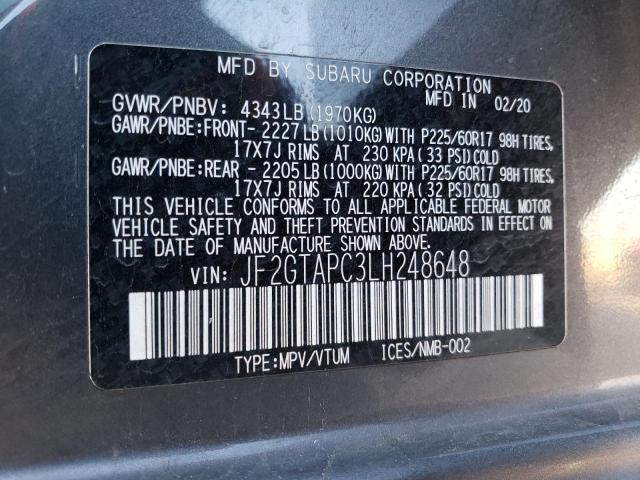 MFD BY SUBARU CORPORATION
MFD IN 02/20
GVWR/PNBV: 4343LB(1970KG)
GAWR/PNBE:FRONT- 2227LB(1010KG)WITH P225/60R17 98H TIRES,
17X7J RIMS AT 230 KPA( 33 PSI)COLD
GAWR/PNBE:REAR - 2205LB(1000KG)WITH P225/60R17 98H TIRES,
17X7J RIMS AT 220 KPA( 32 PSI)COLD
THIS VEHICLE CONFORMS TO ALL APPLICABLE FEDERAL MOTOR
VEHICLE SAFETY AND THEFT PREVENTION STANDARDS IN EFFECT
ON THE DATE OF MANUFACTURE SHOWN ABOVE.
VIN: JF2GTAPC3LH248648
TYPE:MPV/VTUM ICES/NMB-002